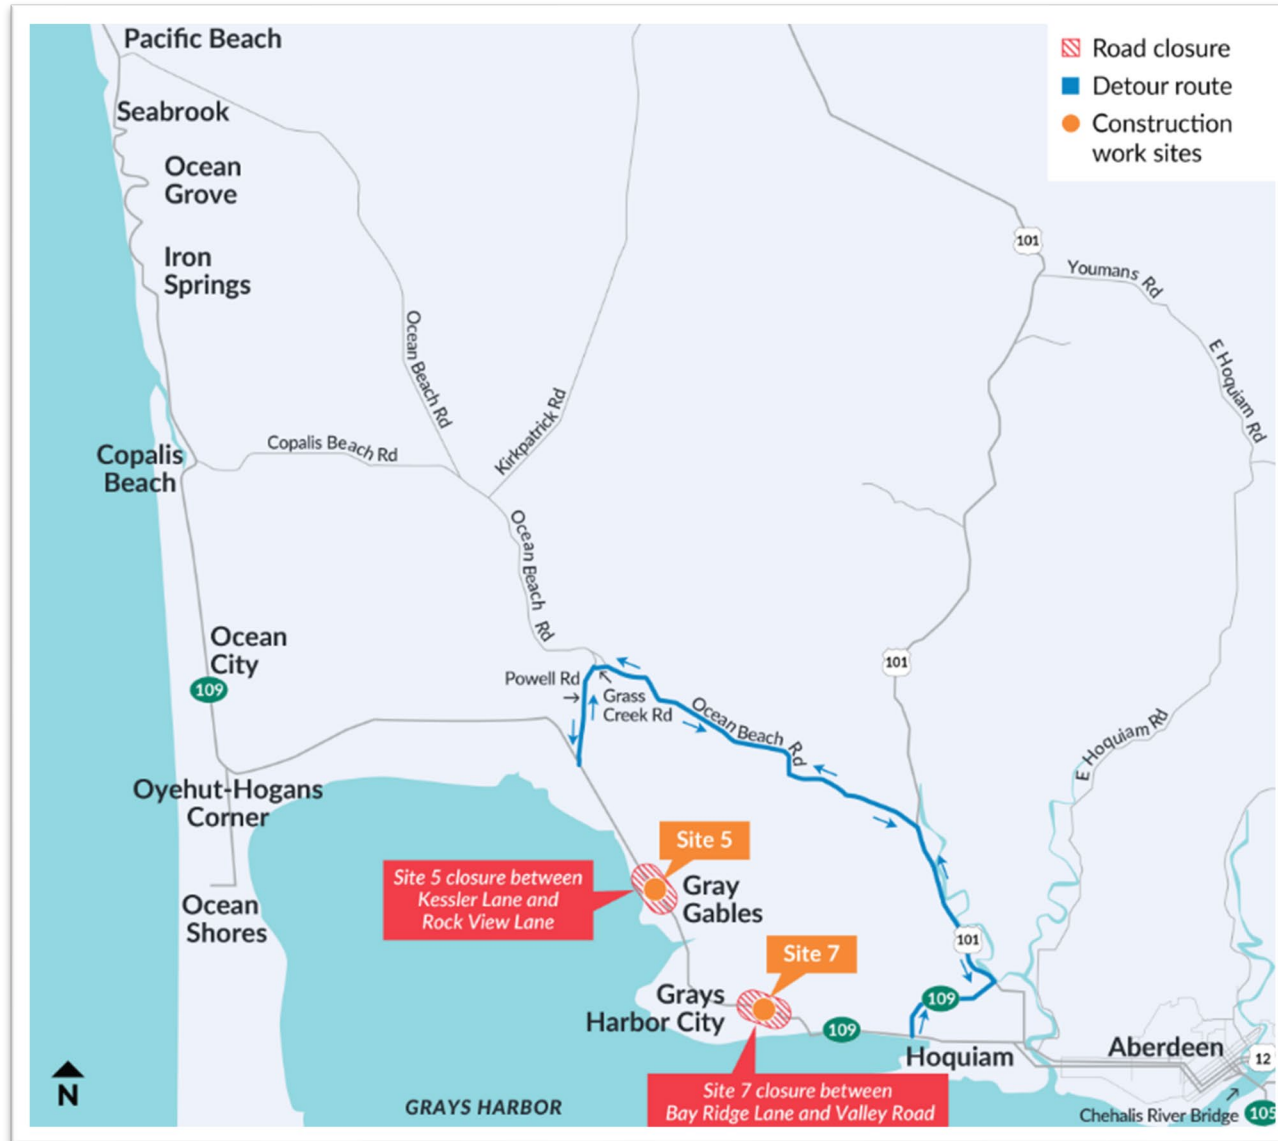 Pacific Beach
Seabrook
Ocean
Grove
Iron
Springs
Road closure
Detour route
Construction
work sites
101
Youmans Rd
E Hoquiam Rd
Ocean Beach Rd
Kirkpatrick Rd
Copalis Beach Rd
Copalis
Beach
Ocean Beach Rd
Ocean
City
109
101
Powell Rd
Grass
Creek Rd
Ocean Beach Rd
E Hoquiam Rd
Oyehut-Hogans
Corner
Site 5
Site 5 closure between
Kessler Lane and
Rock View Lane
Gray
Gables
Ocean
Shores
101
Site 7
Grays
Harbor City
109
109
Hoquiam
Aberdeen
12
N
GRAYS HARBOR
Site 7 closure between
Bay Ridge Lane and Valley Road
Chehalis River Bridge
105